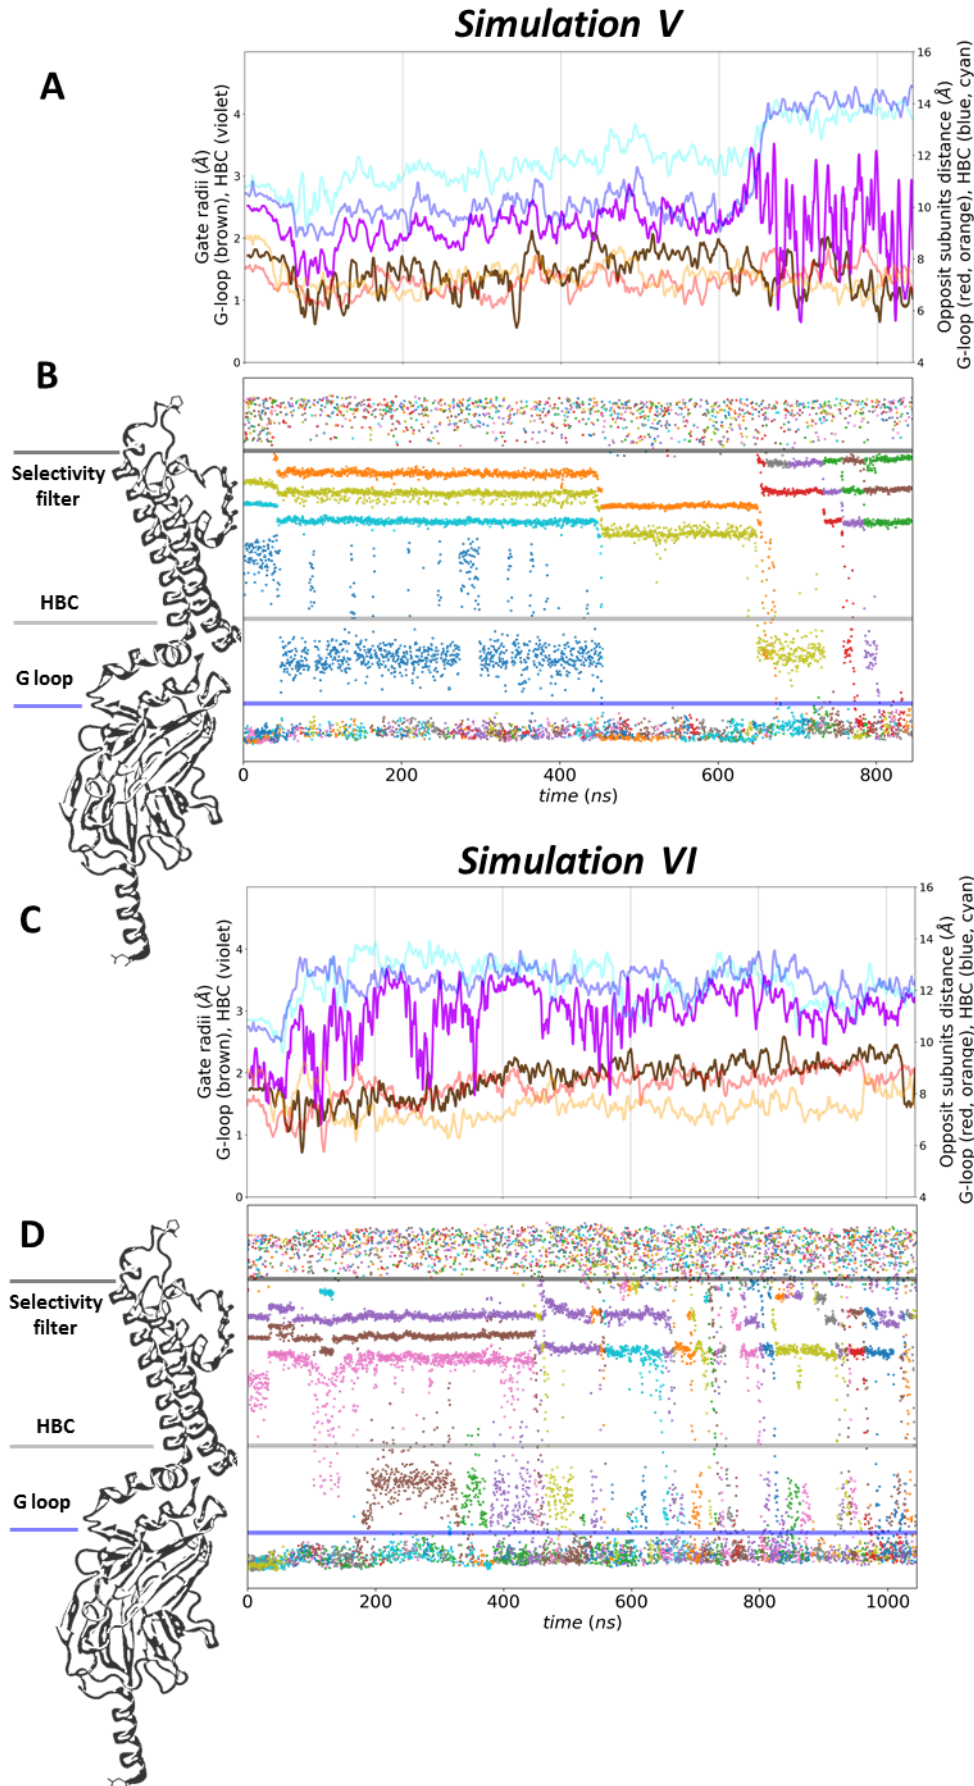 Simulation V
A
Gate radii (Å)
G-loop (brown), HBC (violet)
4
3
2
1
0
16
14
12
10
8
6
4
Opposit subunits distance (Å)
G-loop (red, orange), HBC (blue, cyan)
B
Selectivity
filter
HBC
G loop
0 200 400 600 800
time (ns)
Simulation VI
C
Gate radii (Å)
G-loop (brown), HBC (violet)
4
3
2
1
0
16
14
12
10
8
6
4
Opposit subunits distance (Å)
G-loop (red, orange), HBC (blue, cyan)
D
Selectivity
filter
HBC
G loop
0 200 400 600 800 1000
time (ns)